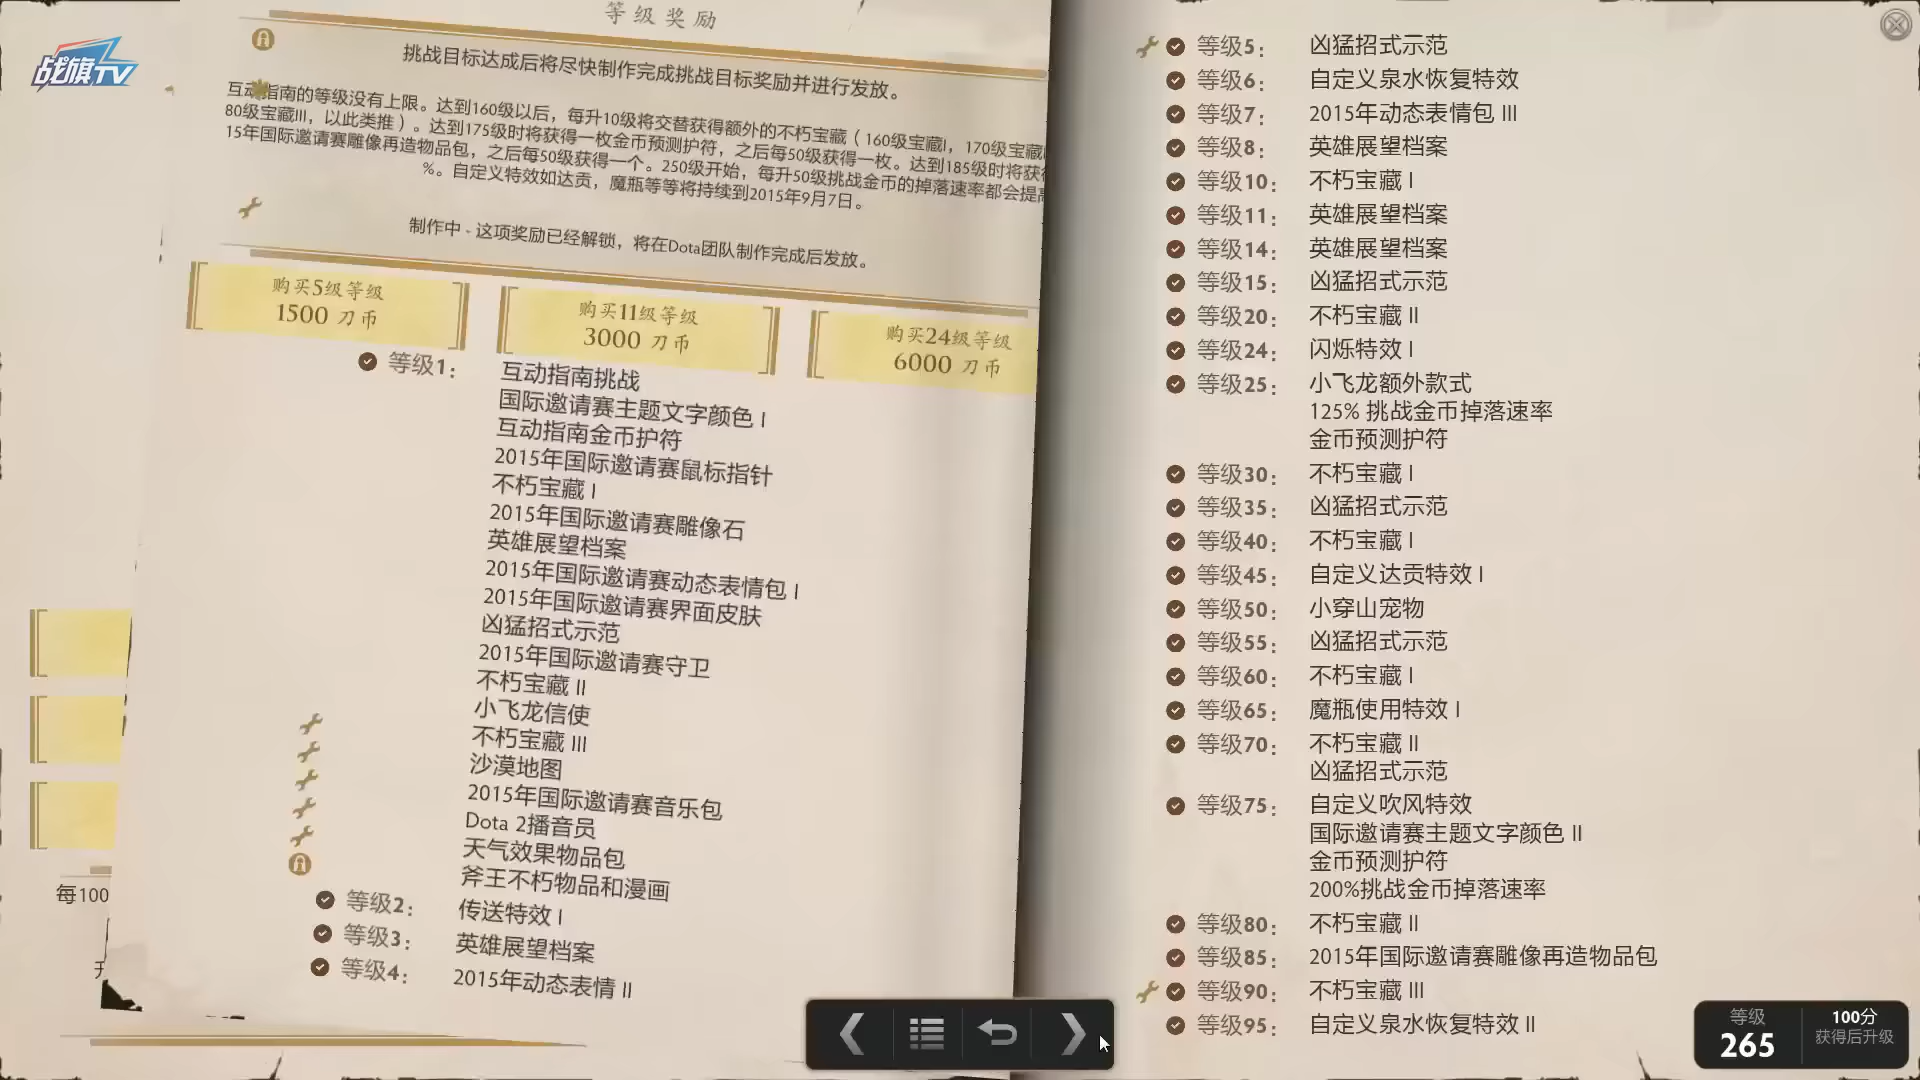 战旗TV
等级奖励
挑战目标达成后将尽快制作完成挑战目标奖励并进行发放。
互动指南的等级没有上限。达到160级以后，每升10级将交替获得额外的不朽宝藏（160级宝藏I，170级宝藏
80级宝藏III，以此类推）。达到175级时将获得一枚金币预测护符，之后每50级获得一枚。达到185级时将获得
15年国际邀请赛雕像再造物品包，之后每50级获得一个。250级开始，每升50级挑战金币的掉落速率都会提高
%。自定义特效如达贡，魔瓶等等将持续到2015年9月7日。
制作中 - 这项奖励已经解锁，将在Dota团队制作完成后发放。
购买5级等级
1500 刀币
购买11级等级
3000 刀币
购买24级等级
6000 刀币
等级1：
互动指南挑战
国际邀请赛主题文字颜色 I
互动指南金币护符
2015年国际邀请赛鼠标指针
不朽宝藏 I
2015年国际邀请赛雕像石
英雄展望档案
2015年国际邀请赛动态表情包 I
2015年国际邀请赛界面皮肤
凶猛招式示范
2015年国际邀请赛守卫
不朽宝藏 II
小飞龙信使
不朽宝藏 III
沙漠地图
2015年国际邀请赛音乐包
Dota 2播音员
天气效果物品包
斧王不朽物品和漫画
等级2： 传送特效 I
等级3： 英雄展望档案
等级4： 2015年动态表情 II
每100
等级5： 凶猛招式示范
等级6： 自定义泉水恢复特效
等级7： 2015年动态表情包 III
等级8： 英雄展望档案
等级10： 不朽宝藏 I
等级11： 英雄展望档案
等级14： 英雄展望档案
等级15： 凶猛招式示范
等级20： 不朽宝藏 II
等级24： 闪烁特效 I
等级25： 小飞龙额外款式
125% 挑战金币掉落速率
金币预测护符
等级30： 不朽宝藏 I
等级35： 凶猛招式示范
等级40： 不朽宝藏 I
等级45： 自定义达贡特效 I
等级50： 小穿山宠物
等级55： 凶猛招式示范
等级60： 不朽宝藏 I
等级65： 魔瓶使用特效 I
等级70： 不朽宝藏 II
凶猛招式示范
等级75： 自定义吹风特效
国际邀请赛主题文字颜色 II
金币预测护符
200%挑战金币掉落速率
等级80： 不朽宝藏 II
等级85： 2015年国际邀请赛雕像再造物品包
等级90： 不朽宝藏 III
等级95： 自定义泉水恢复特效 II
等级
265
100分
获得后升级